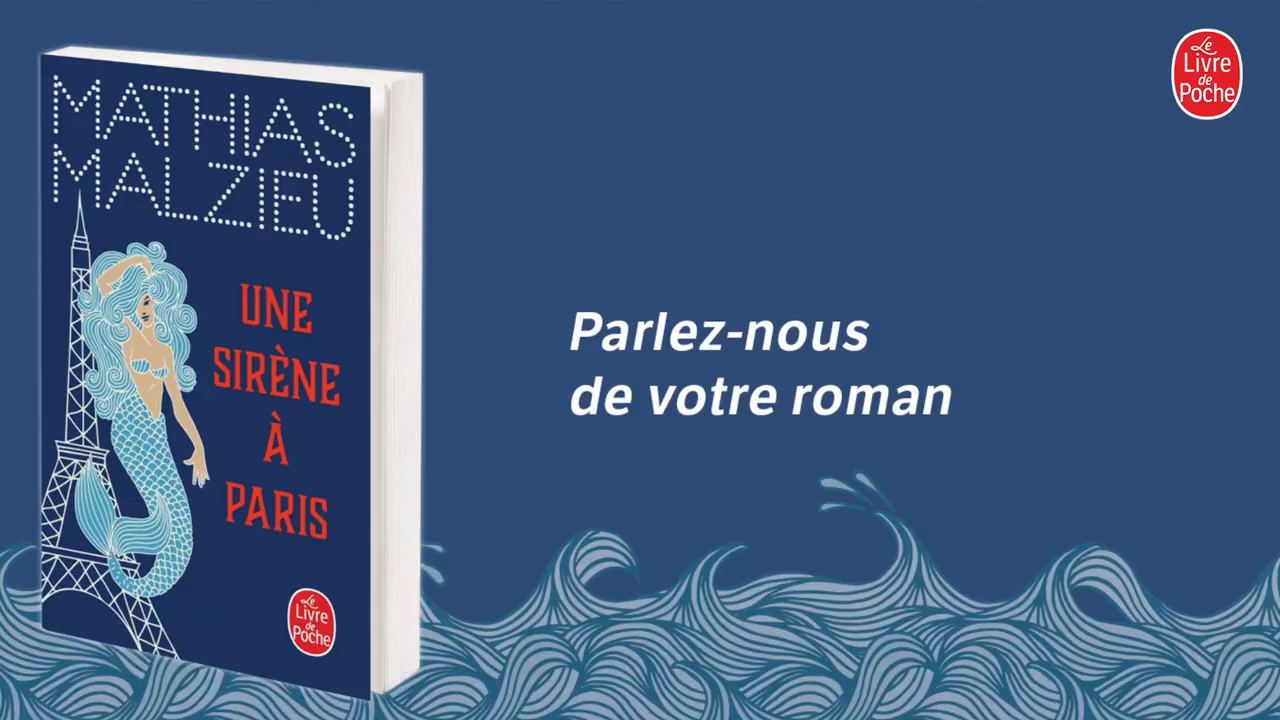 MATHIAS
MALZIEU
UNE
SIRÈNE
À
PARIS
Le
Livre
de
Poche
Parlez-nous
de votre roman
Le
Livre
de
Poche